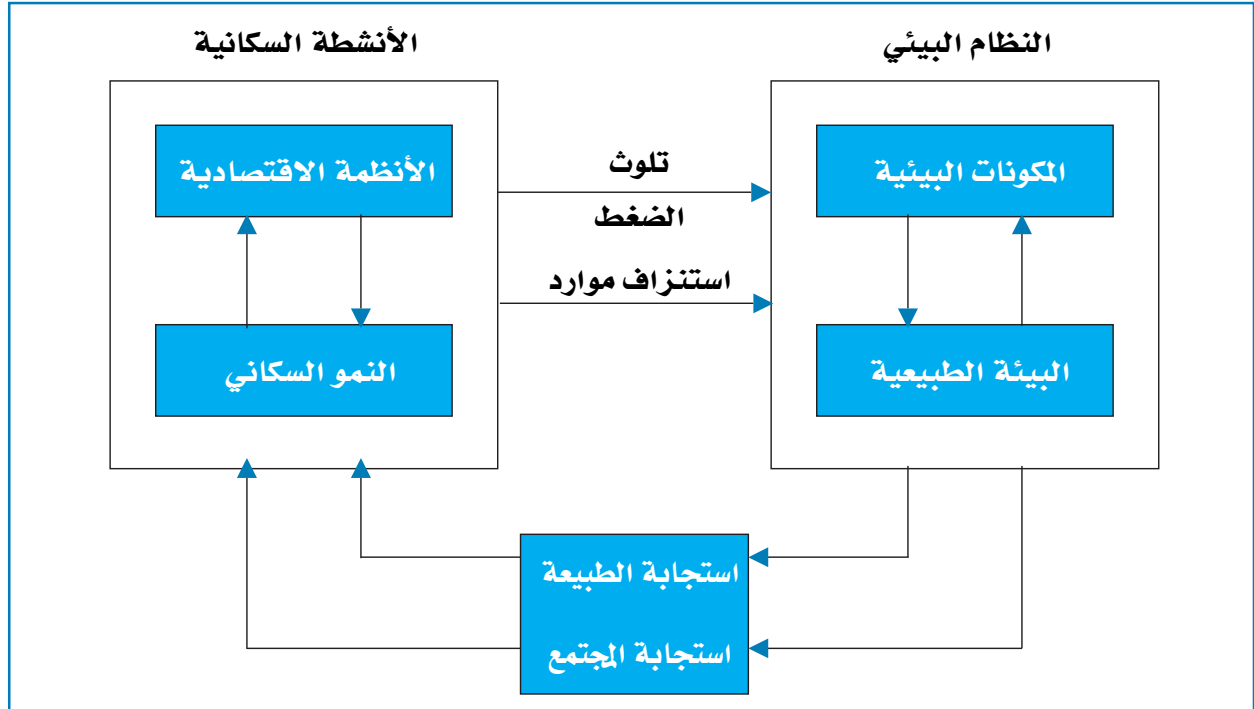 النظام البيئي
الأنشطة السكانية
المكونات البيئية
البيئة الطبيعية
تلوث
الضغط
استنزاف موارد
الأنظمة الاقتصادية
النمو السكاني
استجابة الطبيعة
استجابة المجتمع